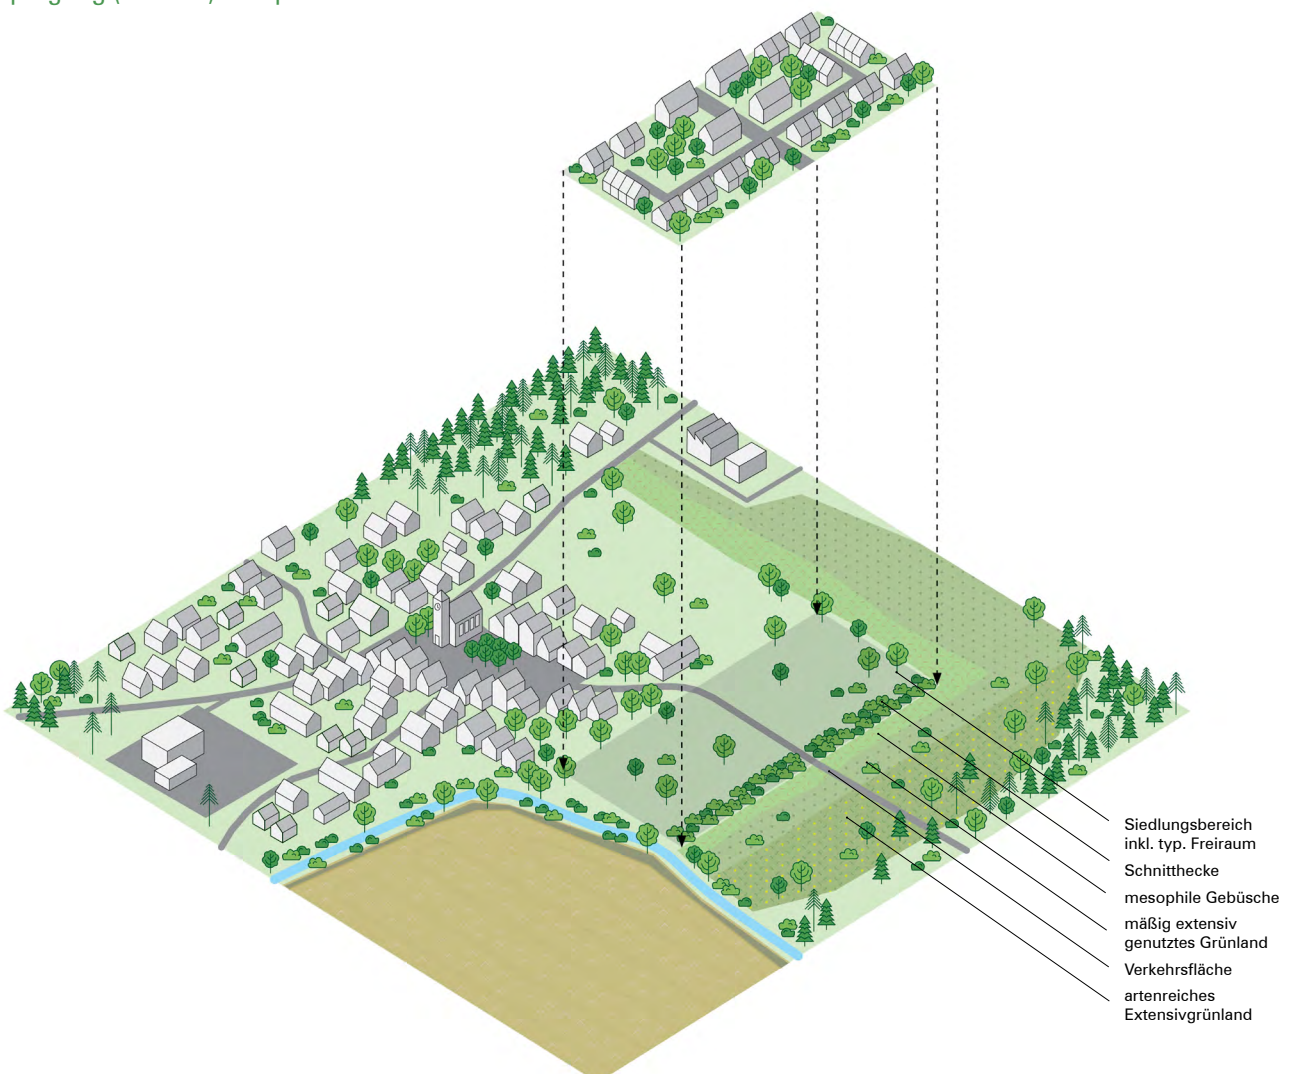 Siedlungsbereich
inkl. typ. Freiraum
Schnitthecke
mesophile Gebüsche
mäßig extensiv
genutztes Grünland
Verkehrsfläche
artenreiches
Extensivgrünland